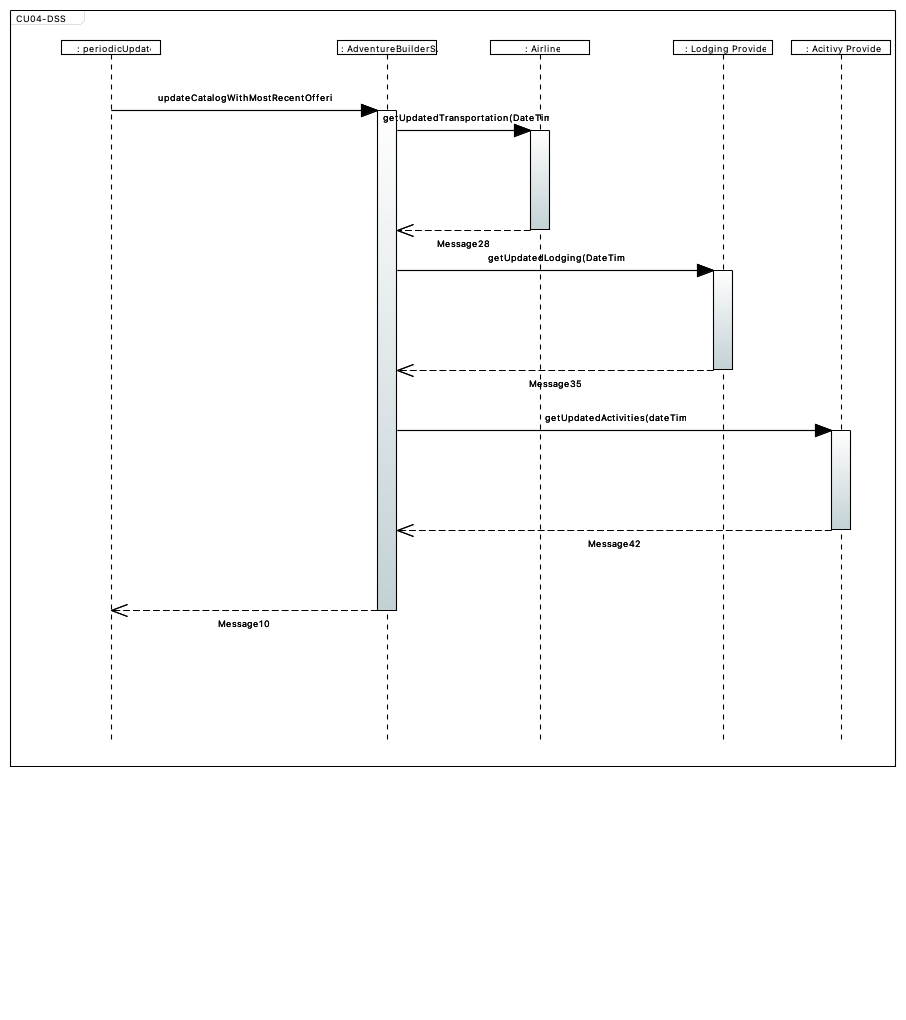 CU04-DSS
: periodicUpdat
: AdventureBuilderS
: Airline
: Lodging Provide
: Acitivy Provide
updateCatalogWithMostRecentOfferi
getUpdatedTransportation(DateTim
Message28
getUpdatedLodging(DateTim
Message35
getUpdatedActivities(dateTim
Message42
Message10